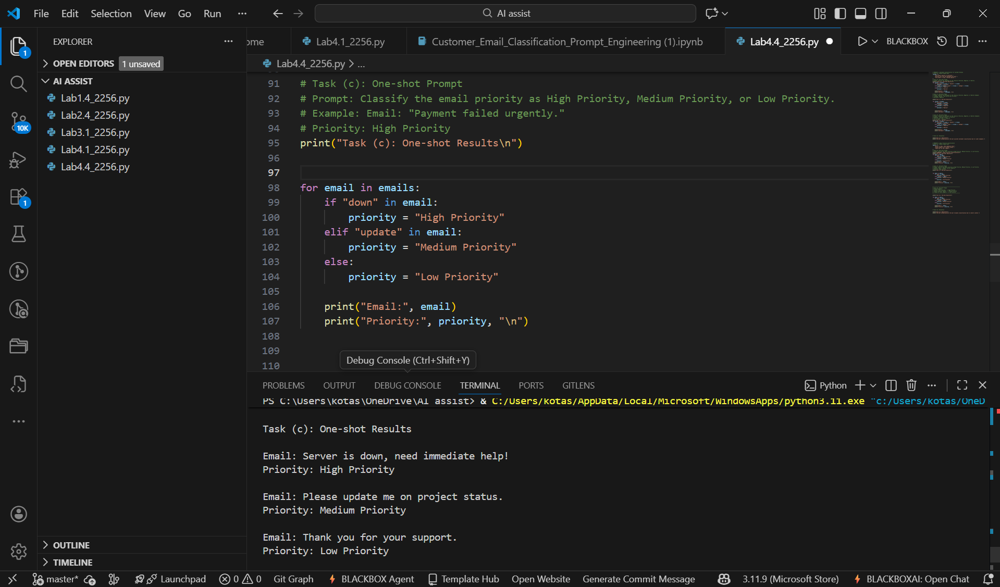 File Edit Selection View Go Run
AI assist
EXPLORER
OPEN EDITORS 1 unsaved
AI ASSIST
Lab1.4_2256.py
Lab2.4_2256.py
Lab3.1_2256.py
Lab4.1_2256.py
Lab4.4_2256.py
OUTLINE
TIMELINE
1
10K
1
ome Lab4.1_2256.py Customer_Email_Classification_Prompt_Engineering (1).ipynb Lab4.4_2256.py BLACKBOX
Lab4.4_2256.py > ...
91 # Task (c): One-shot Prompt
92 # Prompt: Classify the email priority as High Priority, Medium Priority, or Low Priority.
93 # Example: Email: "Payment failed urgently."
94 # Priority: High Priority
95 print("Task (c): One-shot Results\n")
96
97
98 for email in emails:
99 if "down" in email:
100 priority = "High Priority"
101 elif "update" in email:
102 priority = "Medium Priority"
103 else:
104 priority = "Low Priority"
105
106 print("Email:", email)
107 print("Priority:", priority, "\n")
108
109
110
Debug Console (Ctrl+Shift+Y)
PROBLEMS OUTPUT DEBUG CONSOLE TERMINAL PORTS GITLENS Python
PS C:\Users\kotas\OneDrive\AI assist> & C:/Users/kotas/AppData/Local/Microsoft/WindowsApps/python3.11.exe "c:/Users/kotas/OneD
Task (c): One-shot Results
Email: Server is down, need immediate help!
Priority: High Priority
Email: Please update me on project status.
Priority: Medium Priority
Email: Thank you for your support.
Priority: Low Priority
master* Launchpad 0 0 Git Graph BLACKBOX Agent Template Hub Open Website Generate Commit Message 3.11.9 (Microsoft Store) BLACKBOXAI: Open Chat